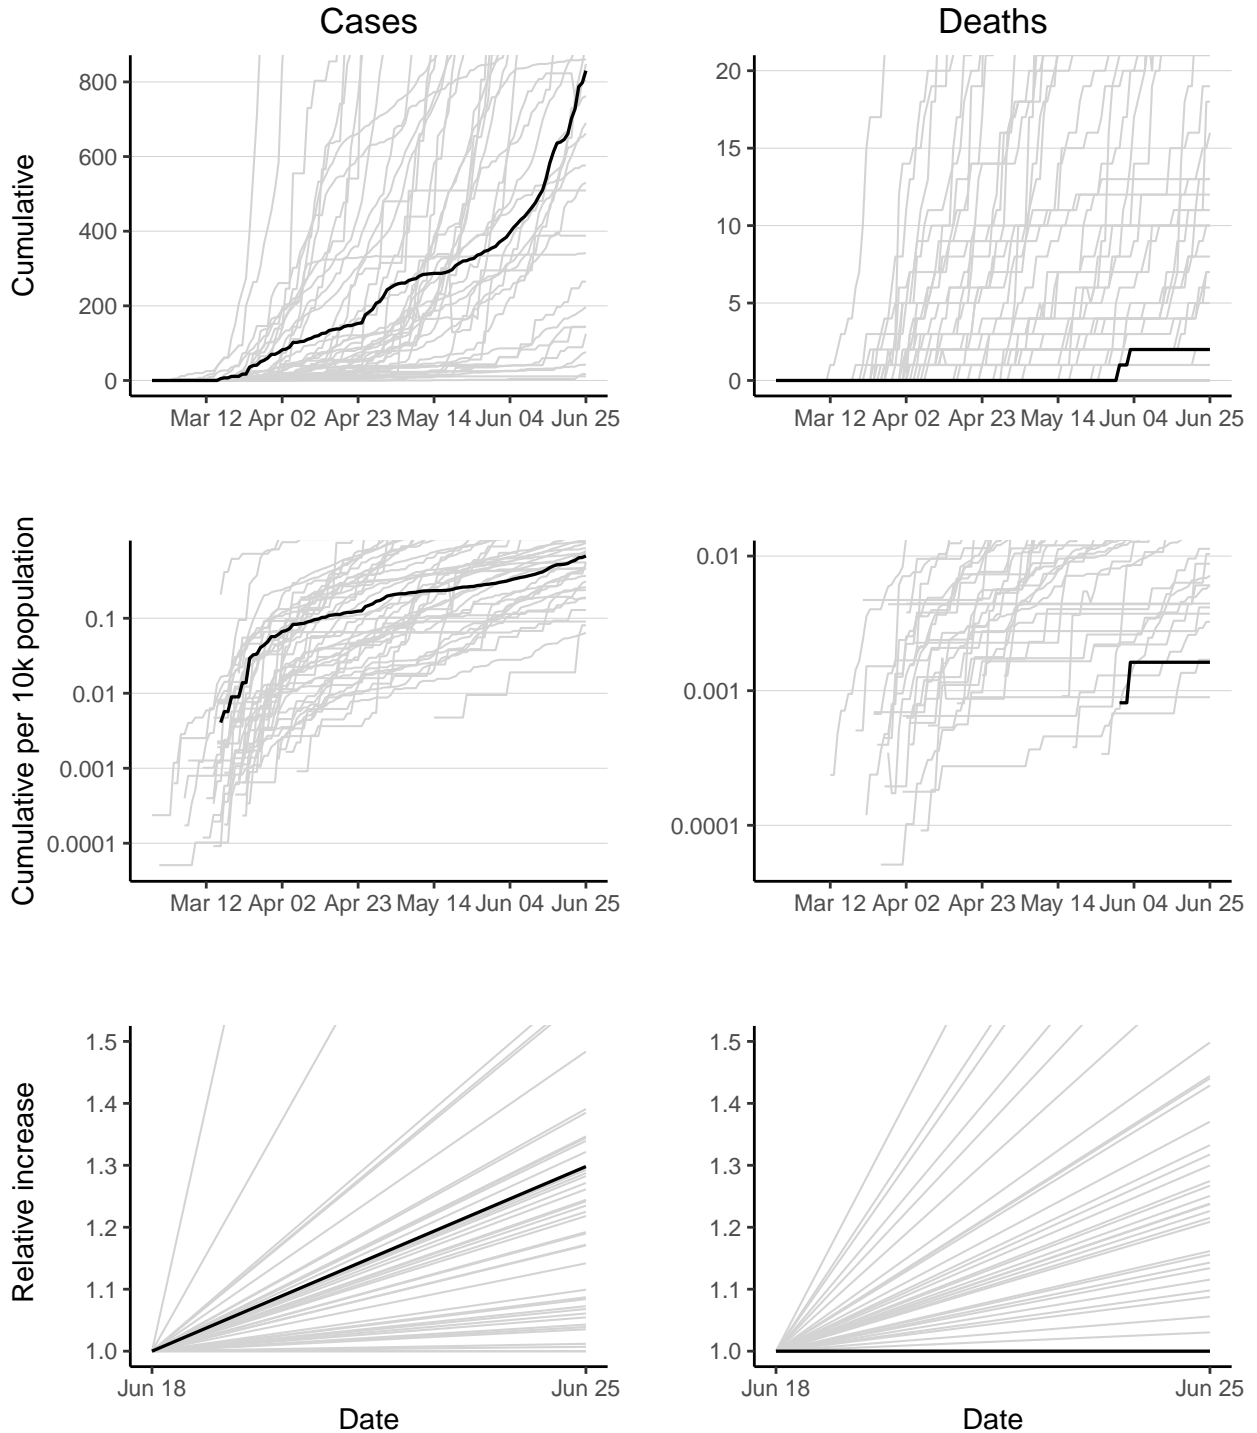 Cases
Deaths
Cumulative
800
600
400
200
0
Mar 12 Apr 02 Apr 23 May 14 Jun 04 Jun 25
20
15
10
5
0
Mar 12 Apr 02 Apr 23 May 14 Jun 04 Jun 25
Cumulative per 10k population
0.1
0.01
0.001
0.0001
Mar 12 Apr 02 Apr 23 May 14 Jun 04 Jun 25
0.01
0.001
0.0001
Mar 12 Apr 02 Apr 23 May 14 Jun 04 Jun 25
Relative increase
1.5
1.4
1.3
1.2
1.1
1.0
Jun 18 Jun 25
Date
1.5
1.4
1.3
1.2
1.1
1.0
Jun 18 Jun 25
Date